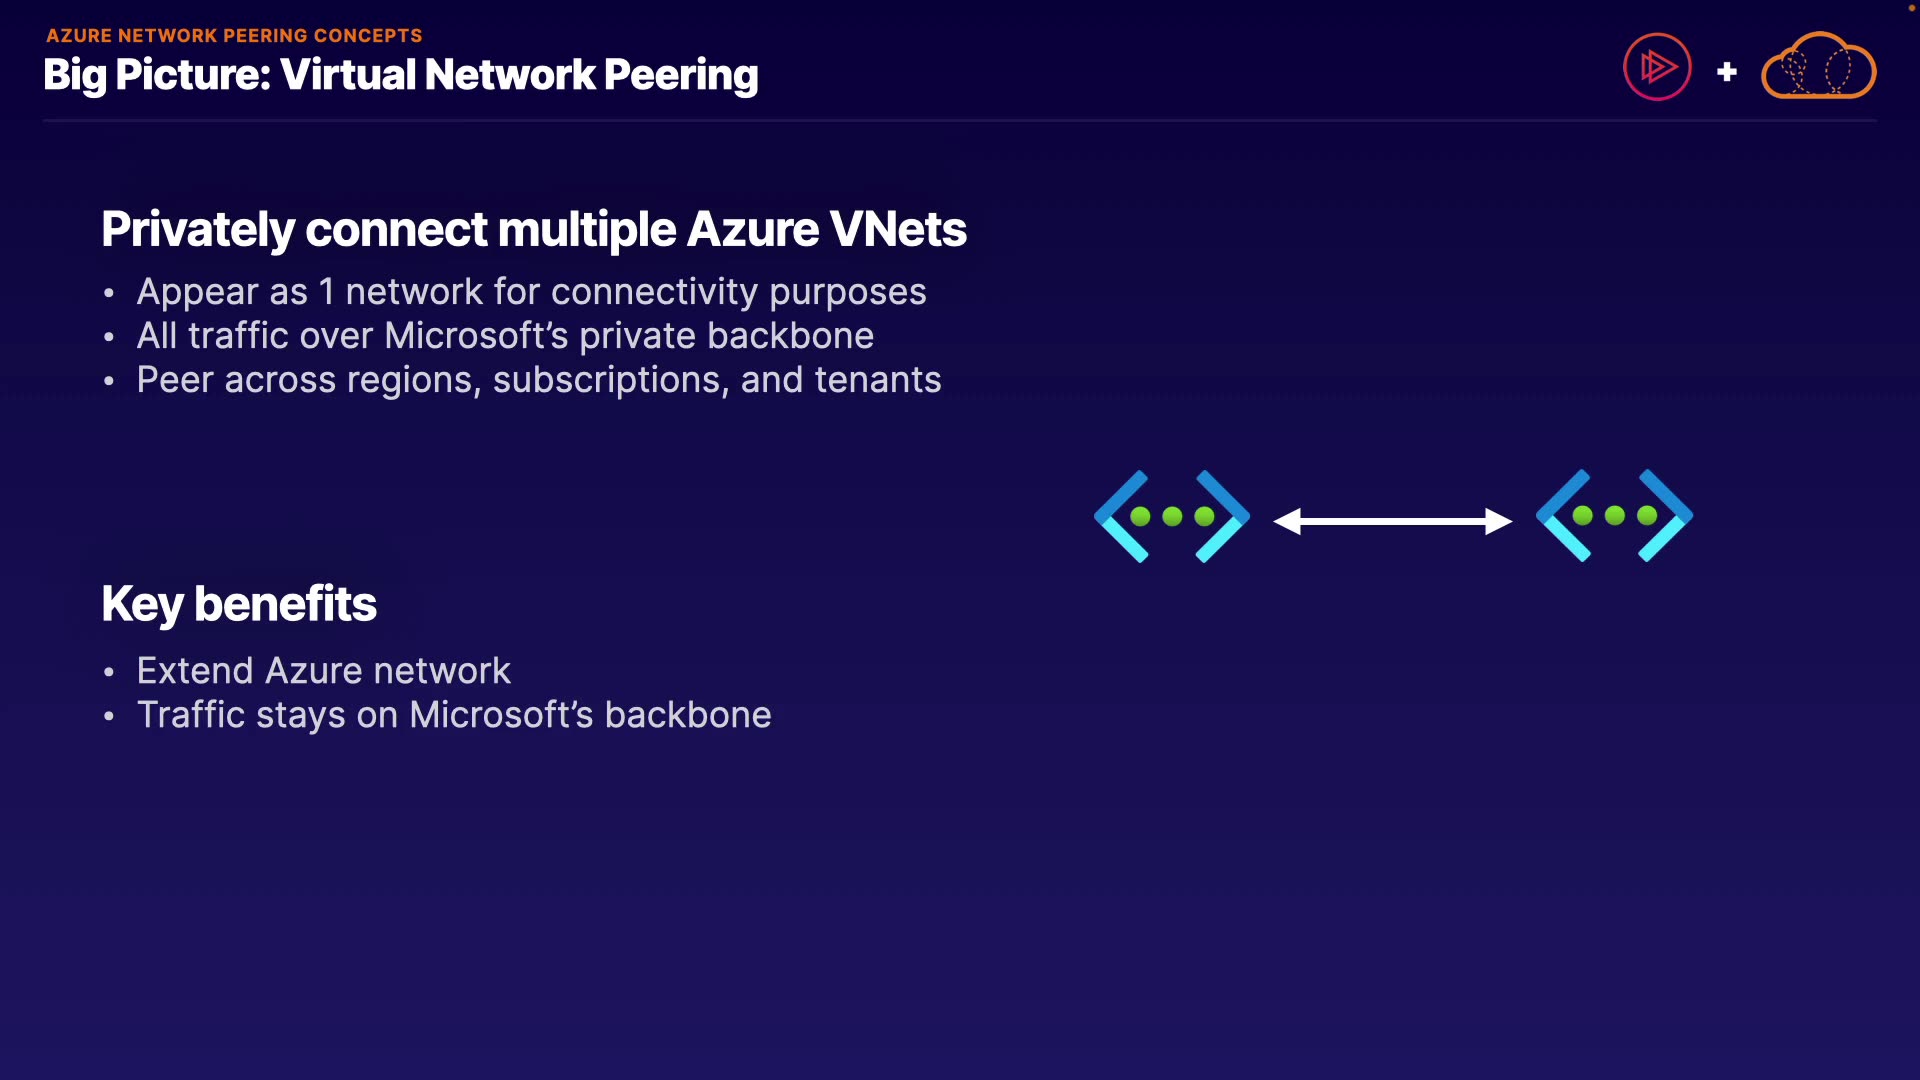 AZURE NETWORK PEERING CONCEPTS
Big Picture: Virtual Network Peering
Privately connect multiple Azure VNets
• Appear as 1 network for connectivity purposes
• All traffic over Microsoft’s private backbone
• Peer across regions, subscriptions, and tenants
Key benefits
• Extend Azure network
• Traffic stays on Microsoft’s backbone